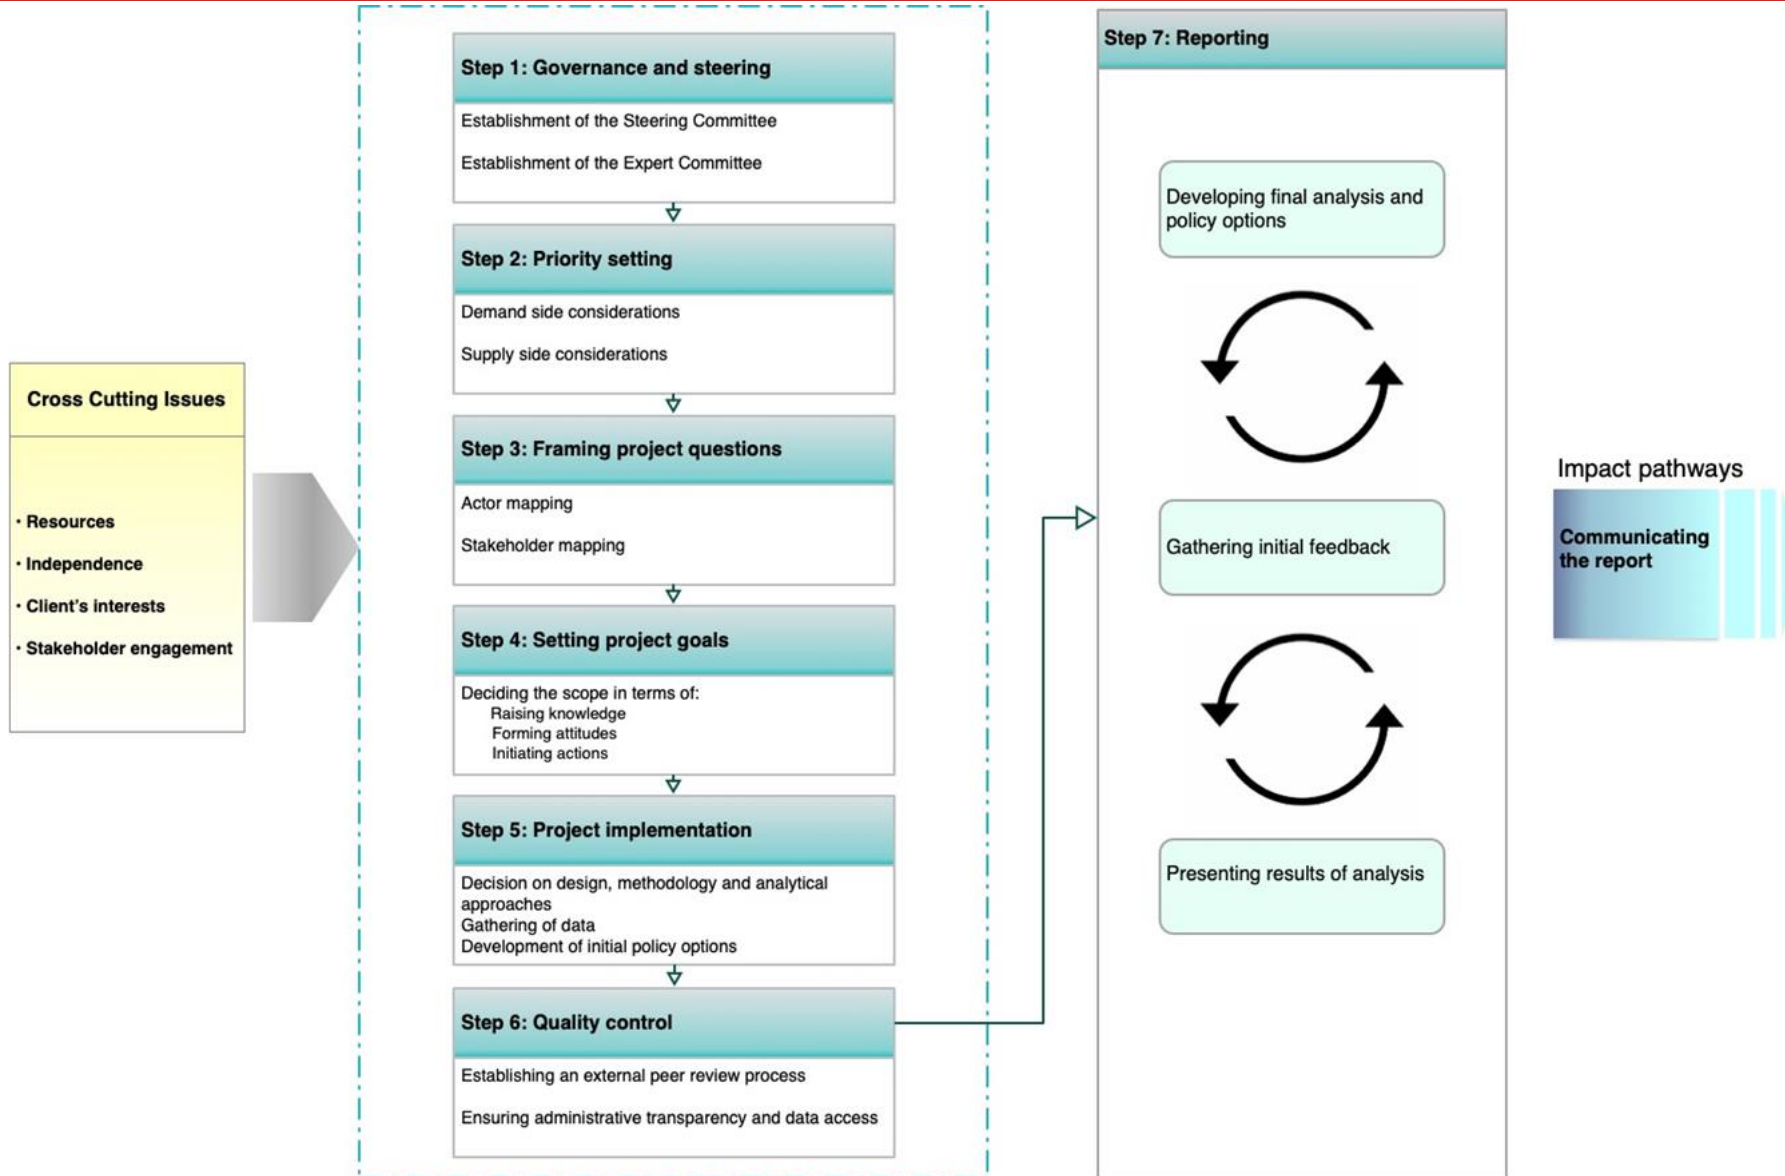 Cross Cutting Issues
· Resources
· Independence
· Client's interests
· Stakeholder engagement
Step 1: Governance and steering
Establishment of the Steering Committee
Establishment of the Expert Committee
Step 2: Priority setting
Demand side considerations
Supply side considerations
Step 3: Framing project questions
Actor mapping
Stakeholder mapping
Step 4: Setting project goals
Deciding the scope in terms of:
Raising knowledge
Forming attitudes
Initiating actions
Step 5: Project implementation
Decision on design, methodology and analytical
approaches
Gathering of data
Development of initial policy options
Step 6: Quality control
Establishing an external peer review process
Ensuring administrative transparency and data access
Step 7: Reporting
Developing final analysis and
policy options
Gathering initial feedback
Presenting results of analysis
Impact pathways
Communicating
the report